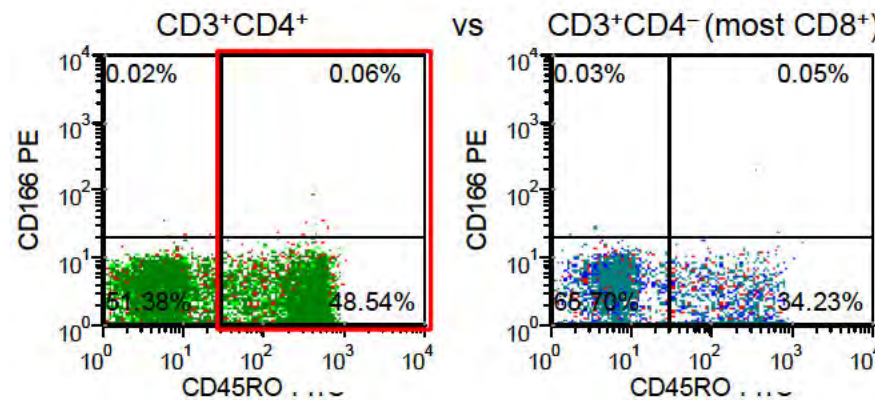 CD3⁺CD4⁺ vs CD3⁺CD4⁻ (most CD8⁺)
10⁴ 0.02% 0.06% 10⁴ 0.03% 0.05%
10³ 10³
CD166 PE CD166 PE
10² 10²
10¹ 10¹
51.38% 48.54% 65.70% 34.23%
10⁰ 10⁰
10⁰ 10¹ 10² 10³ 10⁴ 10⁰ 10¹ 10² 10³ 10⁴
CD45RO CD45RO